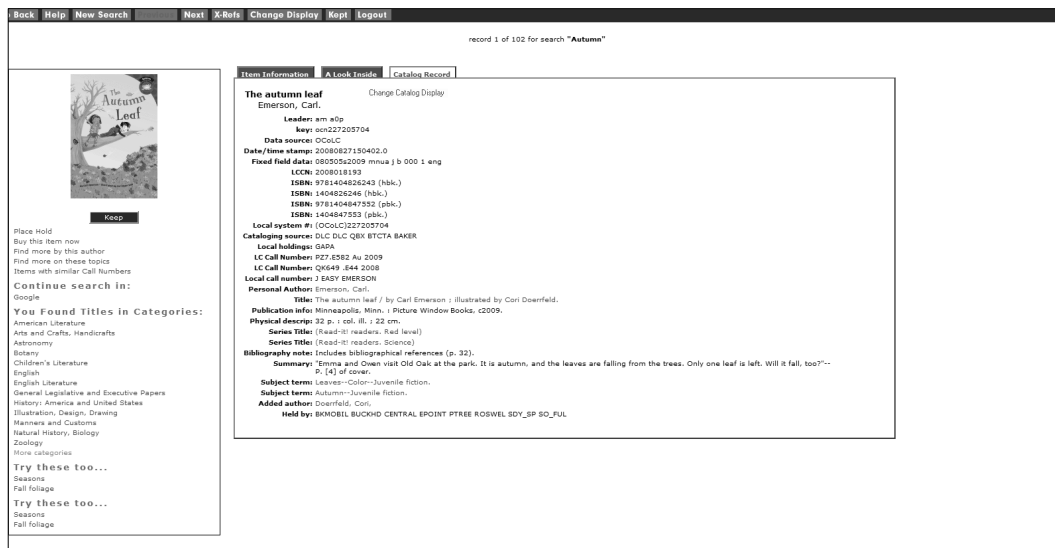 Back Help New Search Next X-Refs Change Display Kept Logout
record 1 of 102 for search "Autumn"
The Autumn Leaf
Keep
Place Hold
Buy this item now
Find more by this author
Find more on these topics
Items with similar Call Numbers
Continue search in:
Google
You Found Titles in Categories:
American Literature
Arts and Crafts, Handicrafts
Astronomy
Botany
Children's Literature
English
English Literature
General Legislative and Executive Papers
History: America and United States
Illustration, Design, Drawing
Manners and Customs
Natural History, Biology
Zoology
More categories
Try these too...
Seasons
Fall foliage
Try these too...
Seasons
Fall foliage
Item Information A Look Inside Catalog Record
The autumn leaf Change Catalog Display
Emerson, Carl.
Leader: am a0p
key: ocn227205704
Data source: OCoLC
Date/time stamp: 20080827150402.0
Fixed field data: 080505s2009 mnua j b 000 1 eng
LCCN: 2008018193
ISBN: 9781404826243 (hbk.)
ISBN: 1404826246 (hbk.)
ISBN: 9781404847552 (pbk.)
ISBN: 1404847553 (pbk.)
Local system #: (OCoLC)227205704
Cataloging source: DLC DLC QBX BTCTA BAKER
Local holdings: GAPA
LC Call Number: PZ7.E582 Au 2009
LC Call Number: QK649 .E44 2008
Local call number: J EASY EMERSON
Personal Author: Emerson, Carl.
Title: The autumn leaf / by Carl Emerson ; illustrated by Cori Doerrfeld.
Publication info: Minneapolis, Minn. : Picture Window Books, c2009.
Physical descrip: 32 p. : col. ill. ; 22 cm.
Series Title: (Read-it! readers. Red level)
Series Title: (Read-it! readers. Science)
Bibliography note: Includes bibliographical references (p. 32).
Summary: "Emma and Owen visit Old Oak at the park. It is autumn, and the leaves are falling from the trees. Only one leaf is left. Will it fall, too?"--
P. [4] of cover.
Subject term: Leaves--Color--Juvenile fiction.
Subject term: Autumn--Juvenile fiction.
Added author: Doerrfeld, Cori,
Held by: BKMOBIL BUCKHD CENTRAL EPOINT PTREE ROSWEL SDY_SP SO_FUL